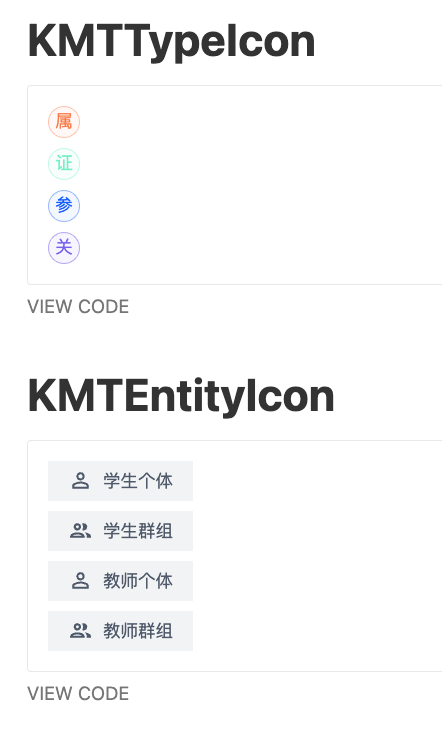 KMTTypeIcon
属
证
参
关
VIEW CODE
KMTEntityIcon
学生个体
学生群组
教师个体
教师群组
VIEW CODE